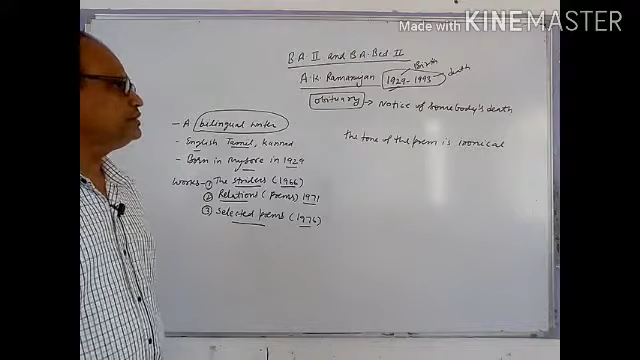 Made with KINEMASTER
B.A-II and B.A-Bed-II
Birth
A.K. Ramanujan 1929-1993 death
obituary → Notice of somebody's death
- A bilingual writer
- English Tamil, Kannad
the tone of the poem is ironical
- Born in Mysore in 1929
works- ① The striders (1966)
② Relations (poems) 1971
③ Selected poems (1976)